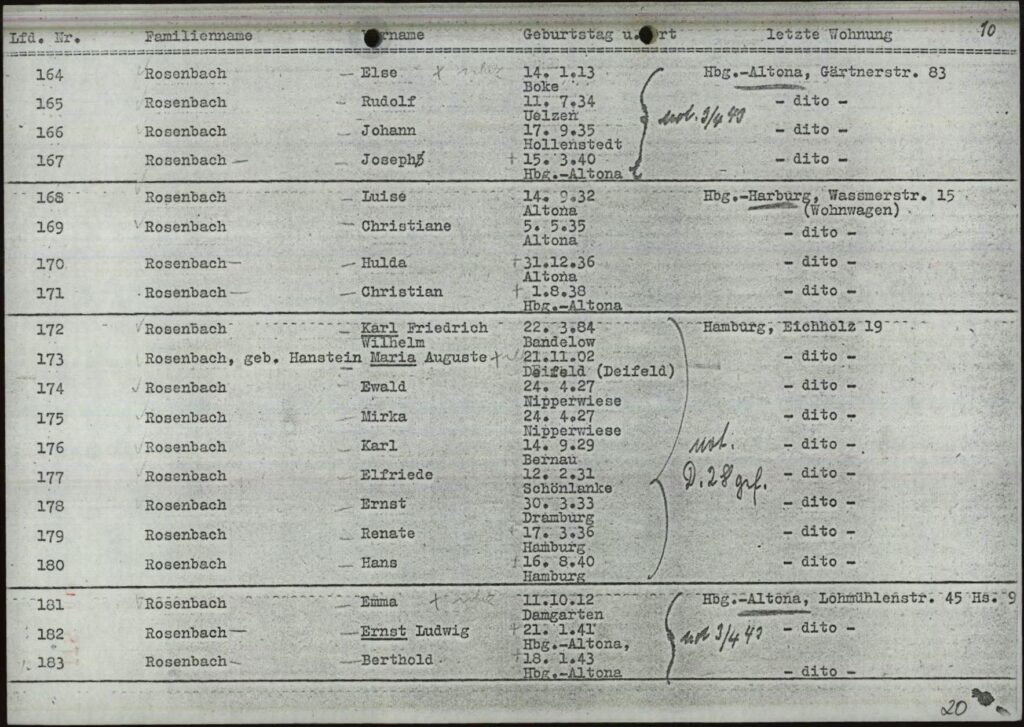 10
Lfd. Nr. Familienname Vorname Geburtstag u. Ort letzte Wohnung
164 Rosenbach — Else 14. 1.13 Hbg.-Altona, Gärtnerstr. 83
Boke
165 Rosenbach — Rudolf 11. 7.34 - dito -
Uelzen
166 Rosenbach — Johann 17. 9.35 - dito -
Hollenstedt
167 Rosenbach — Joseph + 15. 3.40 - dito -
Hbg.-Altona
3/4 43
168 Rosenbach — Luise 14. 9.32 Hbg.-Harburg, Wassmerstr. 15
Altona (Wohnwagen)
169 Rosenbach — Christiane 5. 5.35 - dito -
Altona
170 Rosenbach — Hulda +31.12.36 - dito -
Altona
171 Rosenbach — Christian + 1.8.38 - dito -
Hbg.-Altona
172 Rosenbach — Karl Friedrich 22. 3.84 Hamburg, Eichholz 19
Wilhelm Bandelow
173 Rosenbach, geb. Hanstein Maria Auguste + 21.11.02 - dito -
Deifeld (Deifeld)
174 Rosenbach — Ewald 24. 4.27 - dito -
Nipperwiese
175 Rosenbach — Mirka 24. 4.27 - dito -
Nipperwiese
176 Rosenbach — Karl 14. 9.29 - dito -
Bernau
177 Rosenbach — Elfriede 12. 2.31 - dito -
Schönlanke
D. 28
178 Rosenbach — Ernst 30. 3.33 - dito -
Dramburg
179 Rosenbach — Renate 17. 3.36 - dito -
Hamburg
180 Rosenbach — Hans +16. 8.40 - dito -
Hamburg
181 Rosenbach — Emma + 11.10.12 Hbg.-Altona, Lohmühlenstr. 45 Hs. 9
Damgarten
182 Rosenbach — Ernst Ludwig +21. 1.41 - dito -
Hbg.-Altona,
3/4 43
183 Rosenbach — Berthold +18. 1.43 - dito -
Hbg.-Altona
20